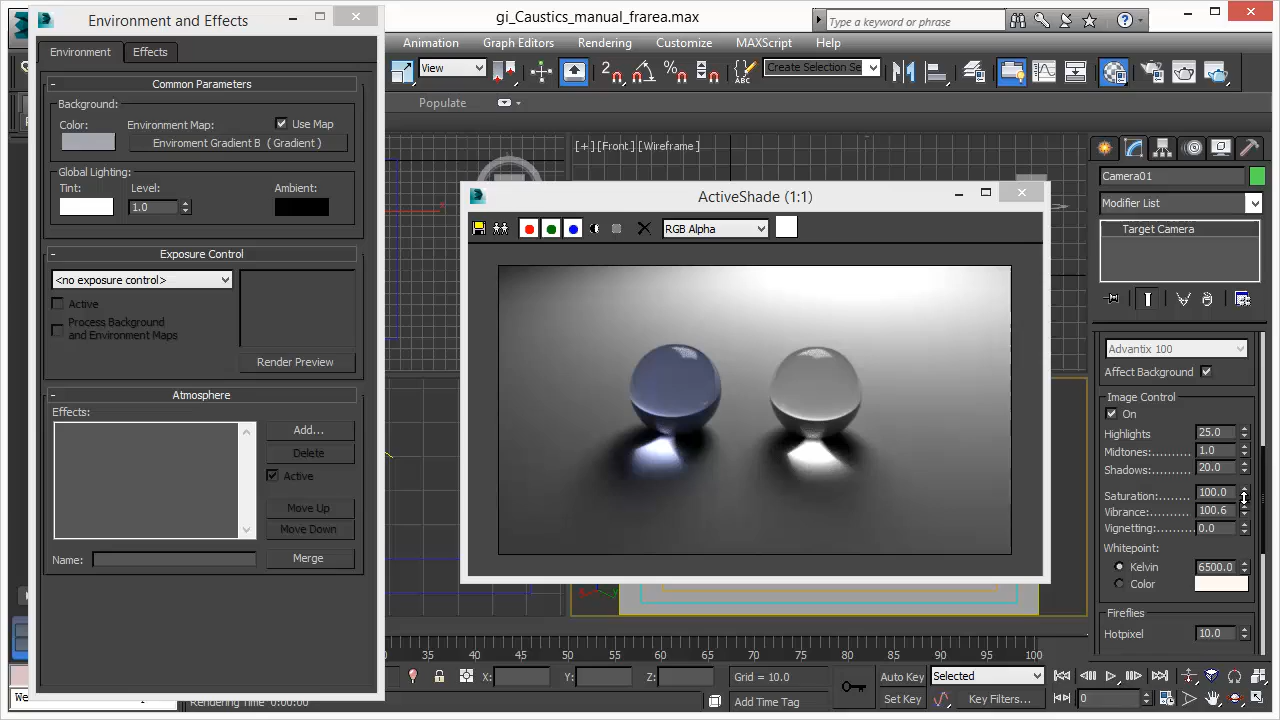 Environment and Effects
Environment
Effects
Common Parameters
Background:
Color:
Environment Map:
Use Map
Enviroment Gradient B ( Gradient )
Global Lighting:
Tint:
Level:
Ambient:
1.0
Exposure Control
<no exposure control>
Active
Process Background
and Environment Maps
Render Preview
Atmosphere
Effects:
Add...
Delete
Active
Move Up
Move Down
Name:
Merge
gi_Caustics_manual_frarea.max
Type a keyword or phrase
Animation
Graph Editors
Rendering
Customize
MAXScript
Help
View
Create Selection Se
Populate
[+][Front][Wireframe]
ActiveShade (1:1)
RGB Alpha
Camera01
Modifier List
Target Camera
Advantix 100
Affect Background
Image Control
On
Highlights 25.0
Midtones: 1.0
Shadows: 20.0
Saturation: 100.0
Vibrance: 100.6
Vignetting: 0.0
Whitepoint:
Kelvin 6500.0
Color
Fireflies
Hotpixel 10.0
35 40 45 50 55 60 65 70 75 80 85 90 95 100
X:
Y:
Z:
Grid = 10.0
Auto Key
Selected
Set Key
Key Filters...
0
Add Time Tag
We
Rendering Time 0:00:00